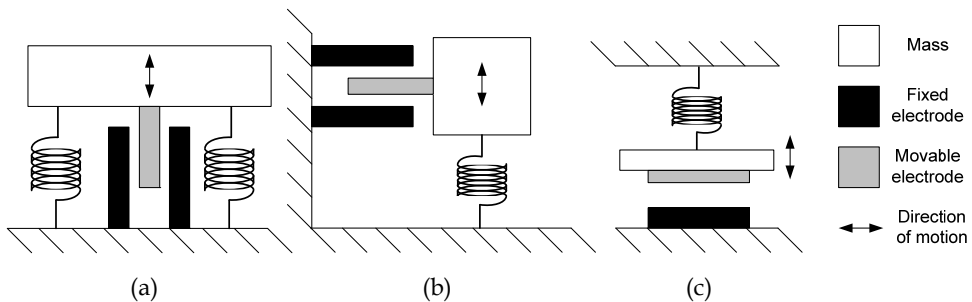 Mass
Fixed
electrode
Movable
electrode
Direction
of motion
(a)
(b)
(c)